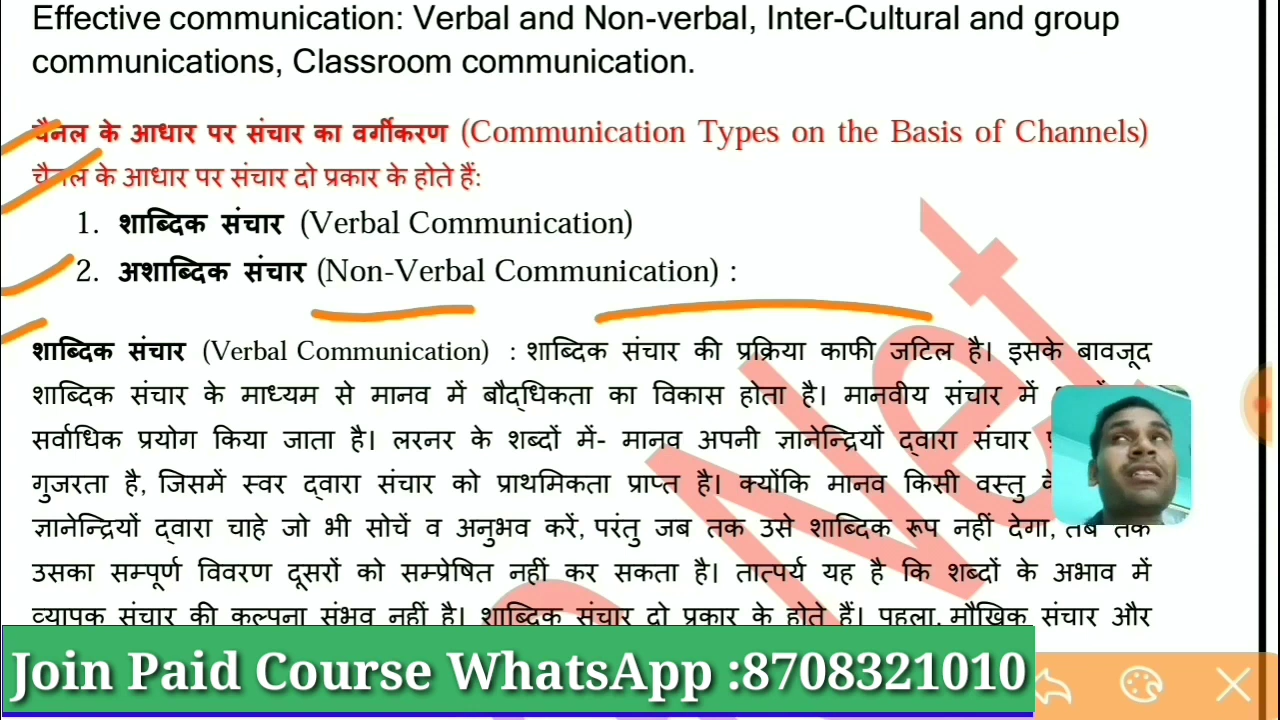 Effective communication: Verbal and Non-verbal, Inter-Cultural and group
communications, Classroom communication.
चैनल के आधार पर संचार का वर्गीकरण (Communication Types on the Basis of Channels)
चैनल के आधार पर संचार दो प्रकार के होते हैं:
1. शाब्दिक संचार (Verbal Communication)
2. अशाब्दिक संचार (Non-Verbal Communication) :
शाब्दिक संचार (Verbal Communication) : शाब्दिक संचार की प्रक्रिया काफी जटिल है। इसके बावजूद
शाब्दिक संचार के माध्यम से मानव में बौद्धिकता का विकास होता है। मानवीय संचार में
सर्वाधिक प्रयोग किया जाता है। लरनर के शब्दों में- मानव अपनी ज्ञानेन्द्रियों द्वारा संचार
गुजरता है, जिसमें स्वर द्वारा संचार को प्राथमिकता प्राप्त है। क्योंकि मानव किसी वस्तु
ज्ञानेन्द्रियों द्वारा चाहे जो भी सोचें व अनुभव करें, परंतु जब तक उसे शाब्दिक रूप नहीं देगा, तब तक
उसका सम्पूर्ण विवरण दूसरों को सम्प्रेषित नहीं कर सकता है। तात्पर्य यह है कि शब्दों के अभाव में
व्यापक संचार की कल्पना संभव नहीं है। शाब्दिक संचार दो प्रकार के होते हैं। पहला, मौखिक संचार और
Join Paid Course WhatsApp :8708321010